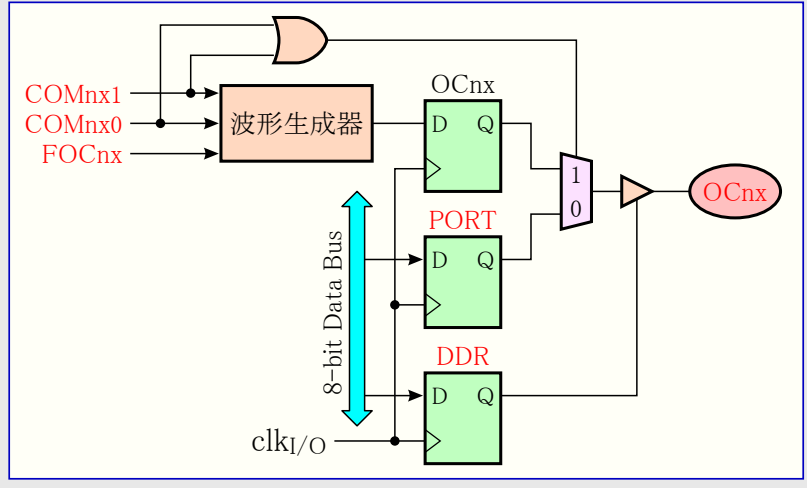 OCnx
COMnx1
COMnx0
FOCnx
波形生成器
D Q
1
0
OCnx
PORT
D Q
8-bit Data Bus
DDR
D Q
clkI/O